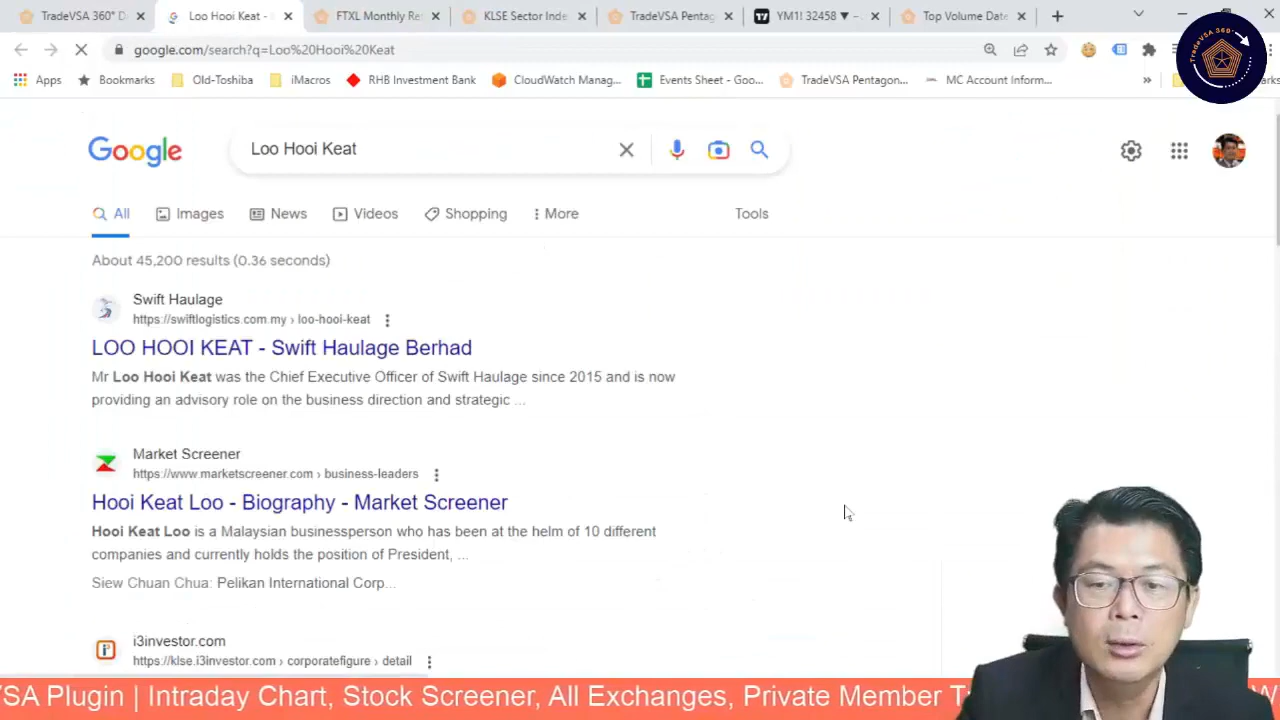 TradeVSA 360° D
Loo Hooi Keat -
FTXL Monthly Re
KLSE Sector Inde
TradeVSA Pentag
YM1! 32458 ▼ -
Top Volume Date
google.com/search?q=Loo%20Hooi%20Keat
Apps
Bookmarks
Old-Toshiba
iMacros
RHB Investment Bank
CloudWatch Manag...
Events Sheet - Goo...
TradeVSA Pentagon...
MC Account Inform...
»
TradeVSA 360°
Google
Loo Hooi Keat
All
Images
News
Videos
Shopping
More
Tools
About 45,200 results (0.36 seconds)
Swift Haulage
https://swiftlogistics.com.my › loo-hooi-keat
LOO HOOI KEAT - Swift Haulage Berhad
Mr Loo Hooi Keat was the Chief Executive Officer of Swift Haulage since 2015 and is now
providing an advisory role on the business direction and strategic ...
Market Screener
https://www.marketscreener.com › business-leaders
Hooi Keat Loo - Biography - Market Screener
Hooi Keat Loo is a Malaysian businessperson who has been at the helm of 10 different
companies and currently holds the position of President, ...
Siew Chuan Chua: Pelikan International Corp...
i3investor.com
https://klse.i3investor.com › corporatefigure › detail
VSA Plugin | Intraday Chart, Stock Screener, All Exchanges, Private Member T